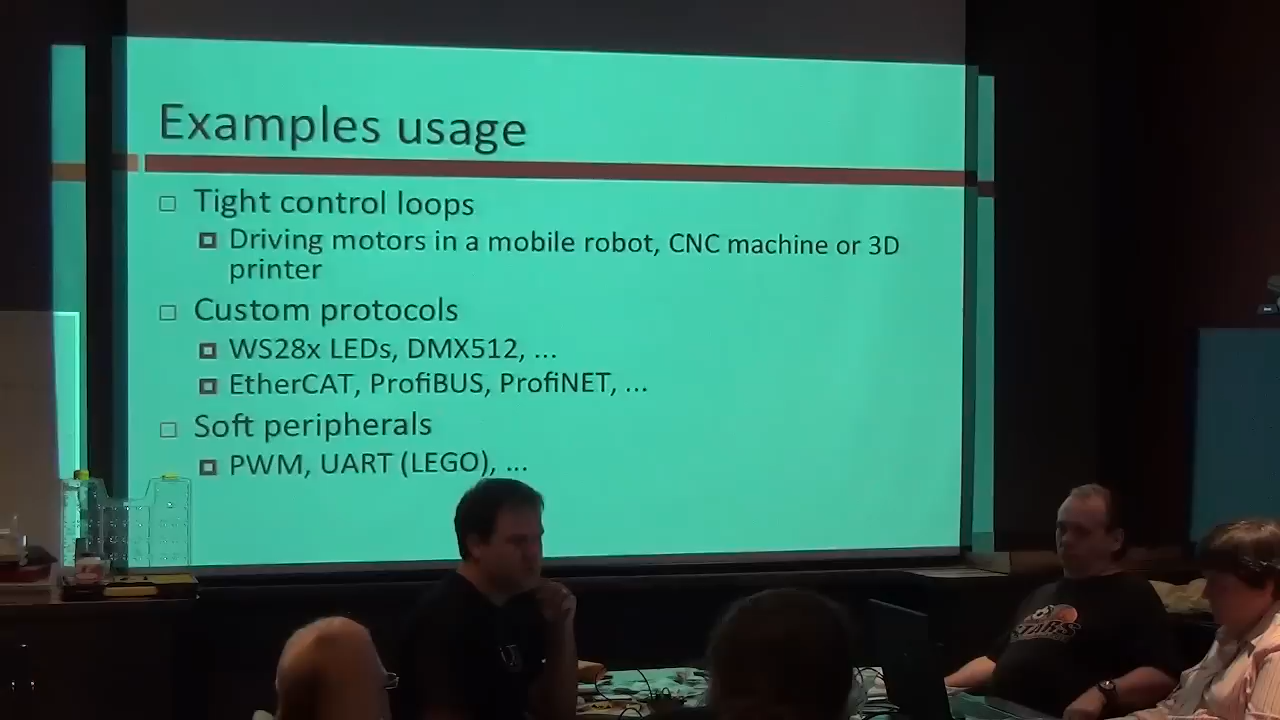 Examples usage
Tight control loops
Driving motors in a mobile robot, CNC machine or 3D
printer
Custom protocols
WS28x LEDs, DMX512, ...
EtherCAT, ProfiBUS, ProfiNET, ...
Soft peripherals
PWM, UART (LEGO), ...
STARS